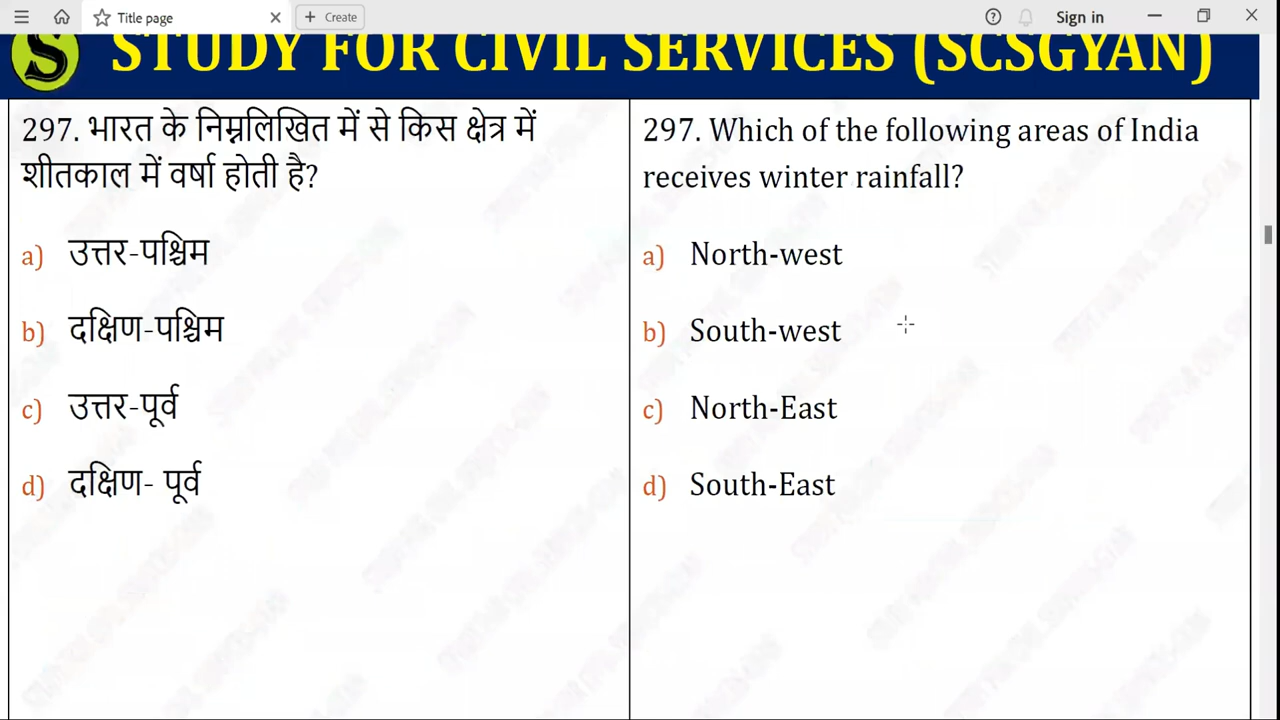 Title page
Create
Sign in
S
STUDY FOR CIVIL SERVICES (SCSGYAN)
297. भारत के निम्नलिखित में से किस क्षेत्र में
शीतकाल में वर्षा होती है?
a) उत्तर-पश्चिम
b) दक्षिण-पश्चिम
c) उत्तर-पूर्व
d) दक्षिण- पूर्व
297. Which of the following areas of India
receives winter rainfall?
a) North-west
b) South-west
c) North-East
d) South-East